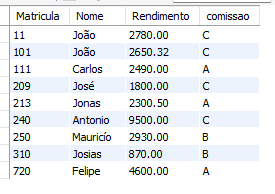 Matricula Nome Rendimento comissao
11 João 2780.00 C
101 João 2650.32 C
111 Carlos 2490.00 A
209 José 1800.00 C
213 Jonas 2300.50 A
240 Antonio 9500.00 C
250 Mauricío 2930.00 B
310 Josias 870.00 B
720 Felipe 4600.00 A